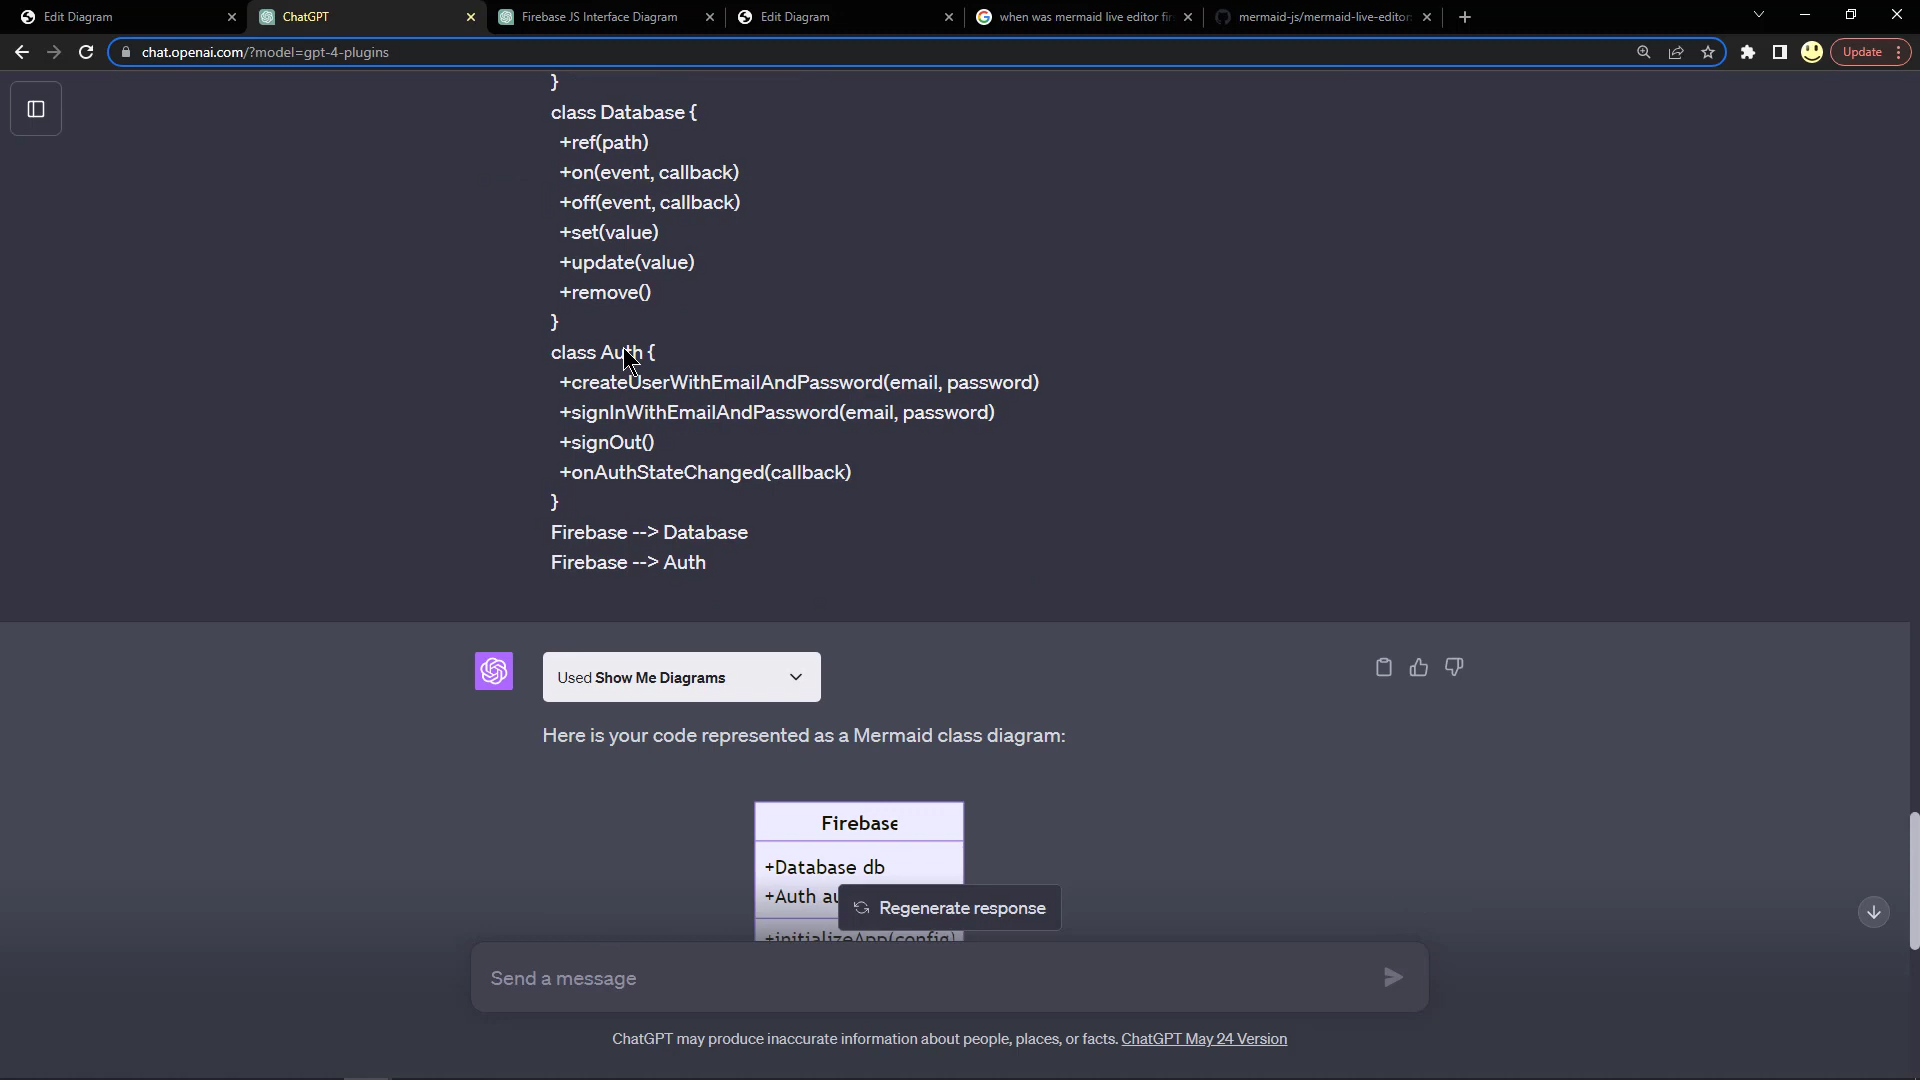 Edit Diagram
ChatGPT
Firebase JS Interface Diagram
Edit Diagram
when was mermaid live editor fir
mermaid-js/mermaid-live-editor
chat.openai.com/?model=gpt-4-plugins
Update
}
class Database {
+ref(path)
+on(event, callback)
+off(event, callback)
+set(value)
+update(value)
+remove()
}
class Auth {
+createUserWithEmailAndPassword(email, password)
+signInWithEmailAndPassword(email, password)
+signOut()
+onAuthStateChanged(callback)
}
Firebase --> Database
Firebase --> Auth
Used Show Me Diagrams
Here is your code represented as a Mermaid class diagram:
Firebase
+Database db
+Auth au
Regenerate response
+initializeApp(config)
Send a message
ChatGPT may produce inaccurate information about people, places, or facts. ChatGPT May 24 Version